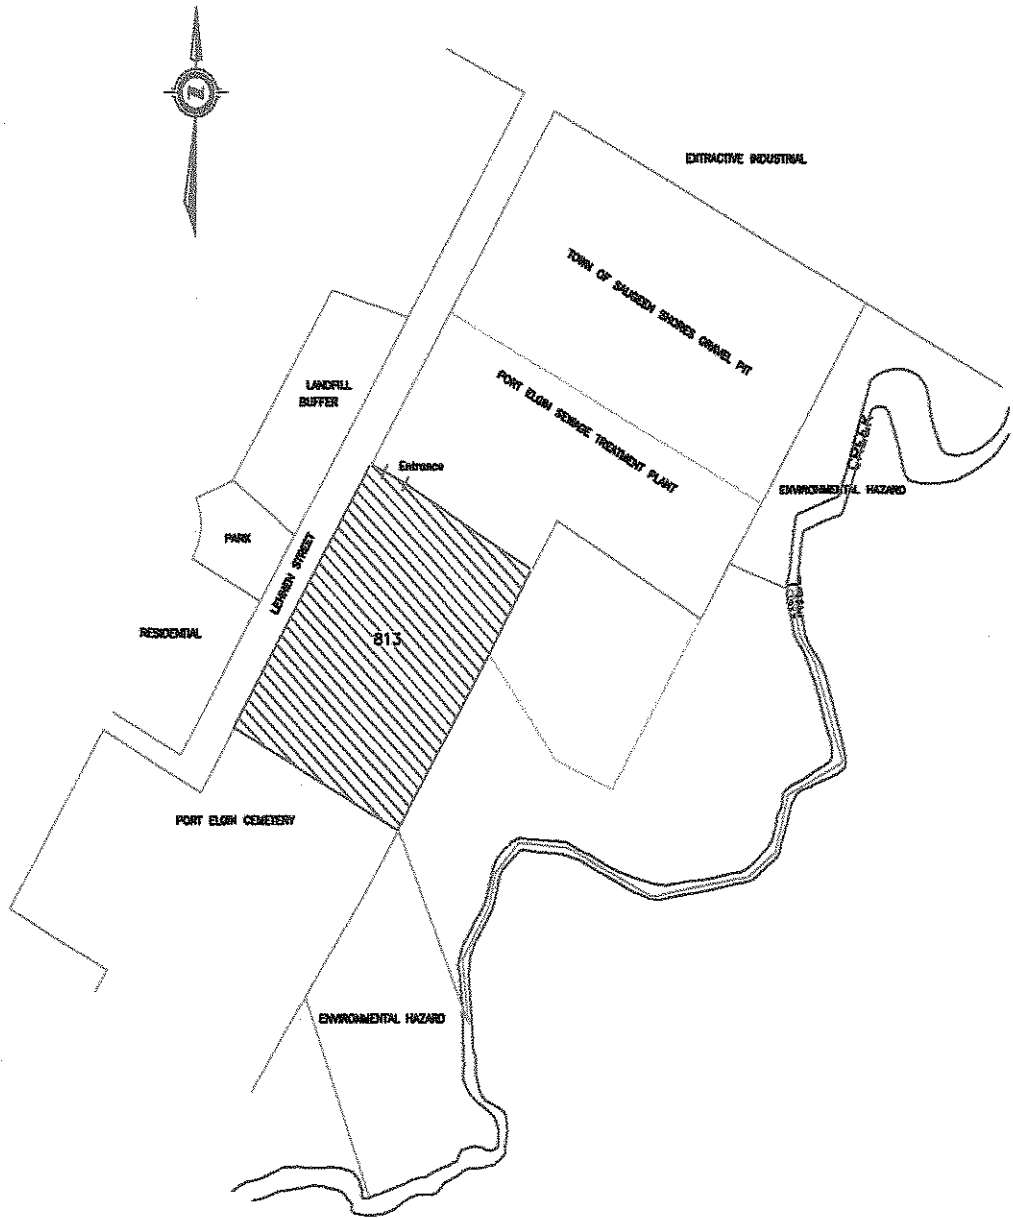 N
EXTRACTIVE INDUSTRIAL
TOWN OF SAUGEEN SHORES GRAVEL PIT
LANDFILL
BUFFER
PORT ELGIN SEWAGE TREATMENT PLANT
CREEK
Entrance
ENVIRONMENTAL HAZARD
PARK
LEHNEN STREET
RESIDENTIAL
813
PORT ELGIN CEMETERY
ENVIRONMENTAL HAZARD